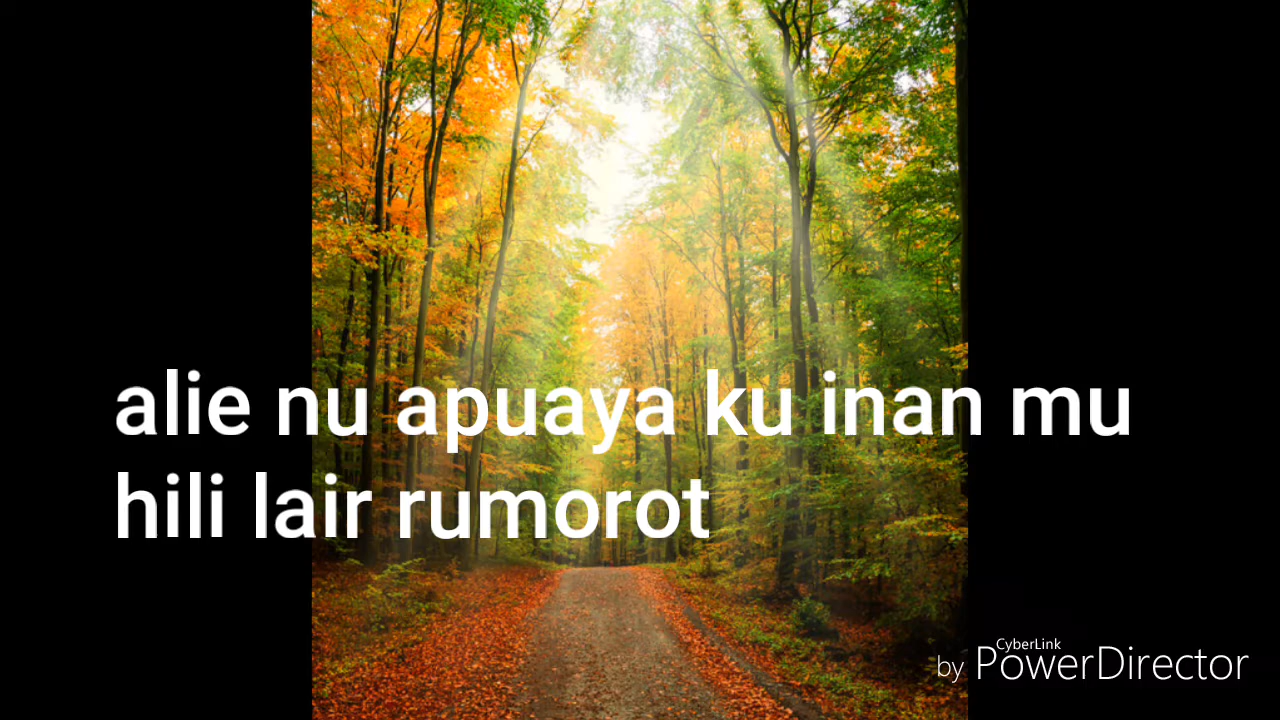 alie nu apuaya ku inan mu
hili lair rumorot
by CyberLink PowerDirector